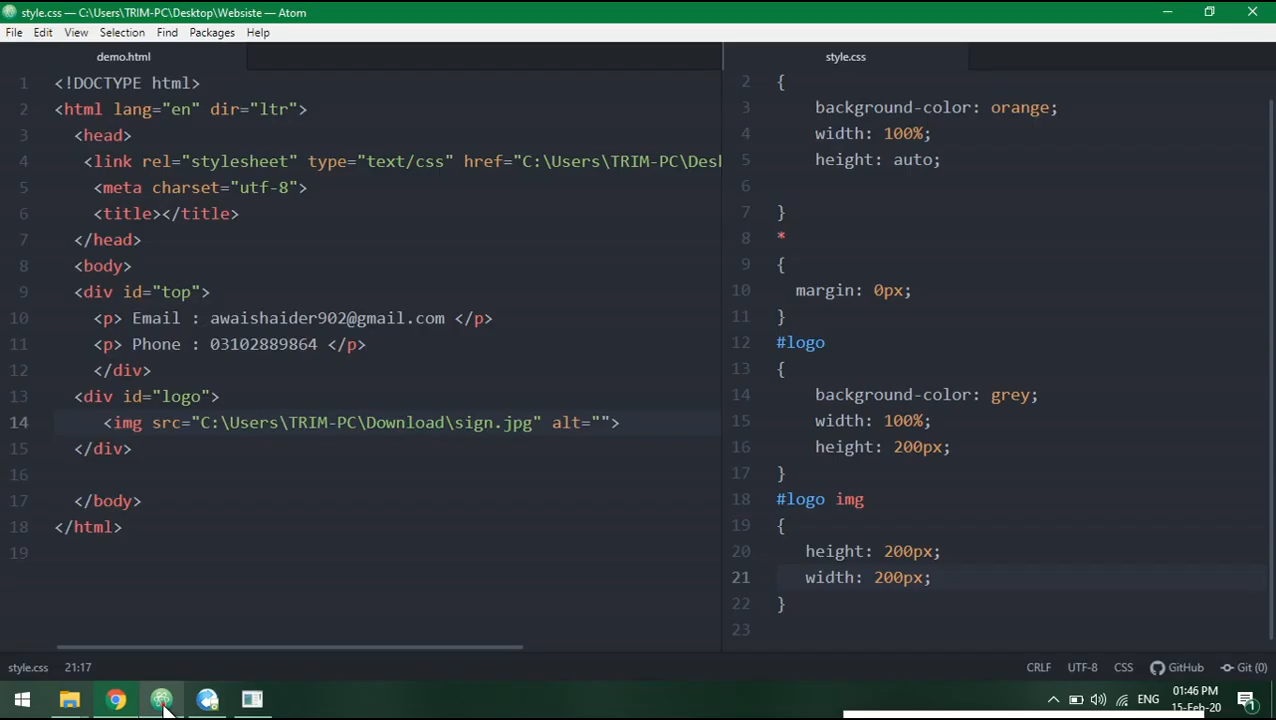 style.css — C:\Users\TRIM-PC\Desktop\Websiste — Atom
File Edit View Selection Find Packages Help
demo.html
1 <!DOCTYPE html>
2 <html lang="en" dir="ltr">
3 <head>
4 <link rel="stylesheet" type="text/css" href="C:\Users\TRIM-PC\Desk
5 <meta charset="utf-8">
6 <title></title>
7 </head>
8 <body>
9 <div id="top">
10 <p> Email : awaishaider902@gmail.com </p>
11 <p> Phone : 03102889864 </p>
12 </div>
13 <div id="logo">
14 <img src="C:\Users\TRIM-PC\Download\sign.jpg" alt="">
15 </div>
16
17 </body>
18 </html>
19
style.css
2 {
3 background-color: orange;
4 width: 100%;
5 height: auto;
6
7 }
8 *
9 {
10 margin: 0px;
11 }
12 #logo
13 {
14 background-color: grey;
15 width: 100%;
16 height: 200px;
17 }
18 #logo img
19 {
20 height: 200px;
21 width: 200px;
22 }
23
style.css 21:17 CRLF UTF-8 CSS GitHub Git (0)
ENG 01:46 PM
15-Feb-20
1